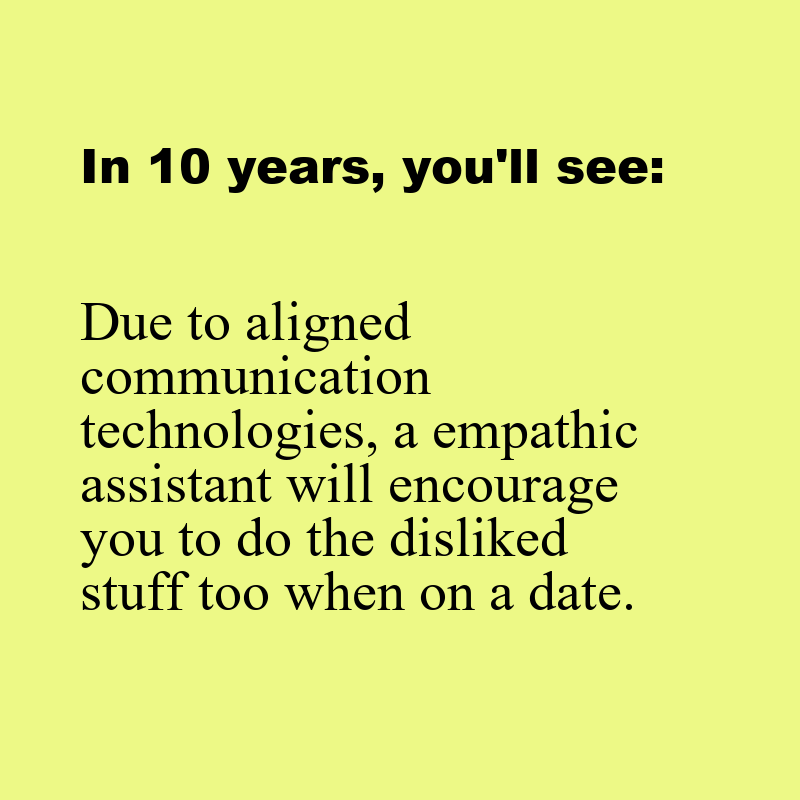 In 10 years, you'll see:
Due to aligned
communication
technologies, a empathic
assistant will encourage
you to do the disliked
stuff too when on a date.